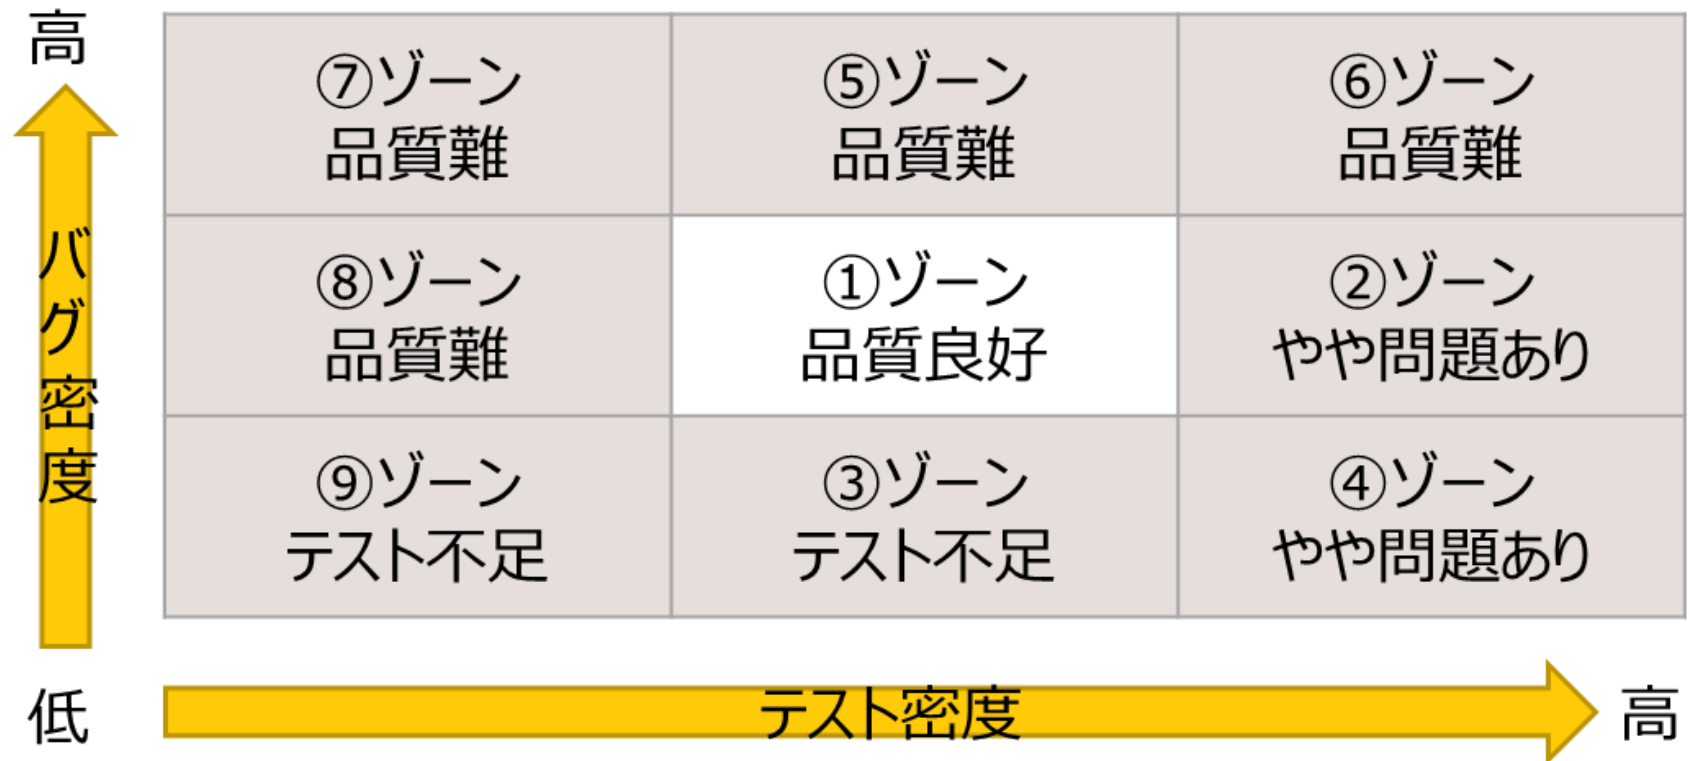 高
⑦ゾーン
品質難
⑤ゾーン
品質難
⑥ゾーン
品質難
バグ密度
⑧ゾーン
品質難
①ゾーン
品質良好
②ゾーン
やや問題あり
⑨ゾーン
テスト不足
③ゾーン
テスト不足
④ゾーン
やや問題あり
低
テスト密度
高